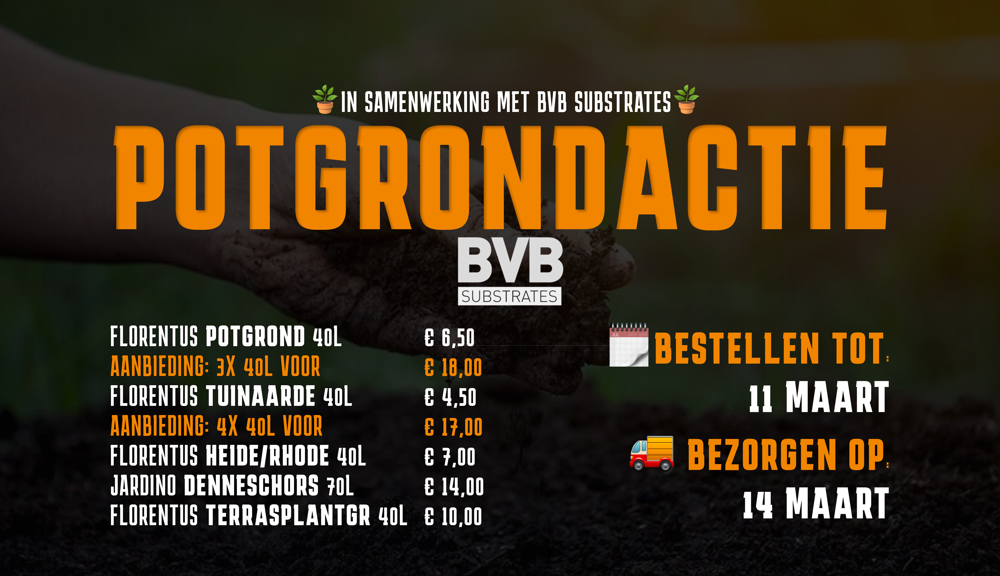 IN SAMENWERKING MET BVB SUBSTRATES
POTGRONDACTIE
BVB
SUBSTRATES
FLORENTUS POTGROND 40L € 6,50
AANBIEDING: 3X 40L VOOR € 18,00
FLORENTUS TUINAARDE 40L € 4,50
AANBIEDING: 4X 40L VOOR € 17,00
FLORENTUS HEIDE/RHODE 40L € 7,00
JARDINO DENNESCHORS 70L € 14,00
FLORENTUS TERRASPLANTGR 40L € 10,00
JUL
BESTELLEN TOT:
11 MAART
BEZORGEN OP:
14 MAART